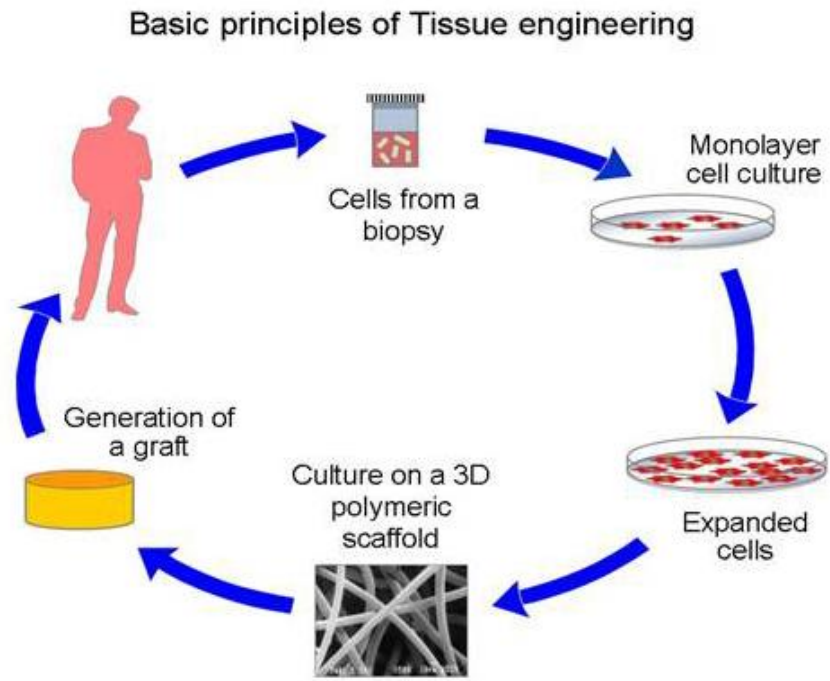 Basic principles of Tissue engineering
Cells from a
biopsy
Monolayer
cell culture
Expanded
cells
Culture on a 3D
polymeric
scaffold
Generation of
a graft